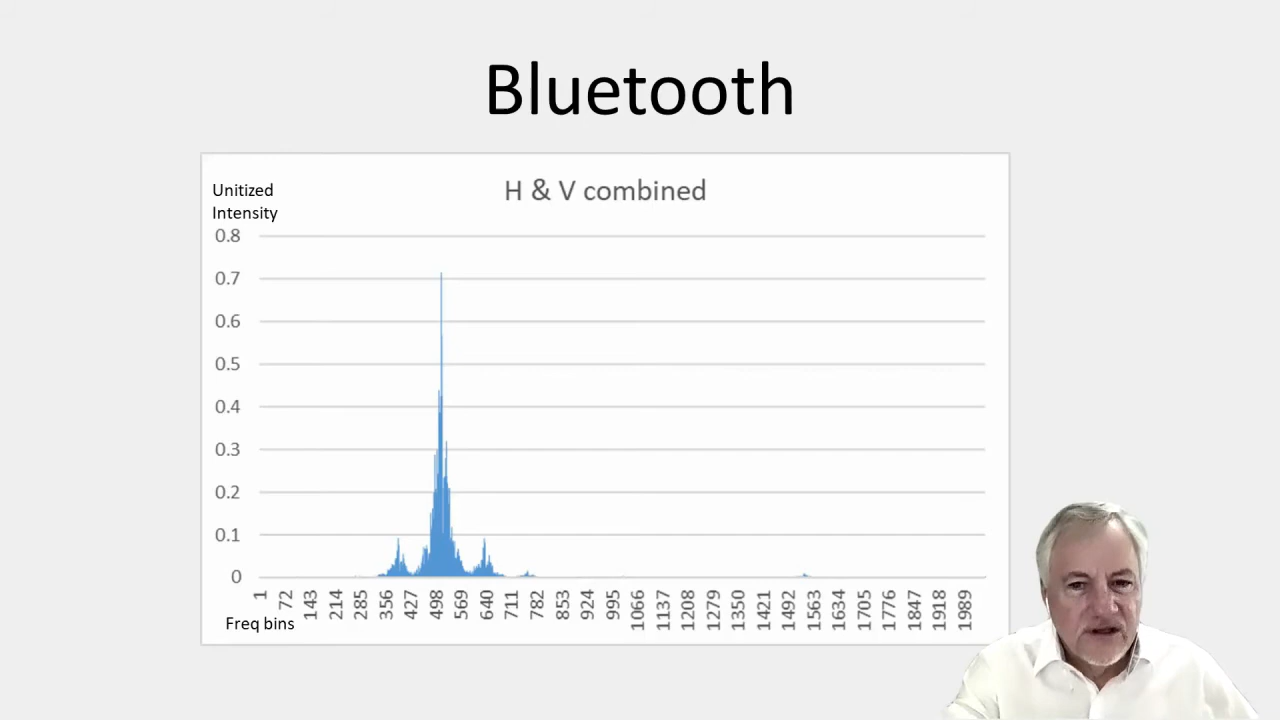 Bluetooth
Unitized
Intensity
H & V combined
0.8
0.7
0.6
0.5
0.4
0.3
0.2
0.1
0
1 72 143 214 285 356 427 498 569 640 711 782 853 924 995 1066 1137 1208 1279 1350 1421 1492 1563 1634 1705 1776 1847 1918 1989
Freq bins